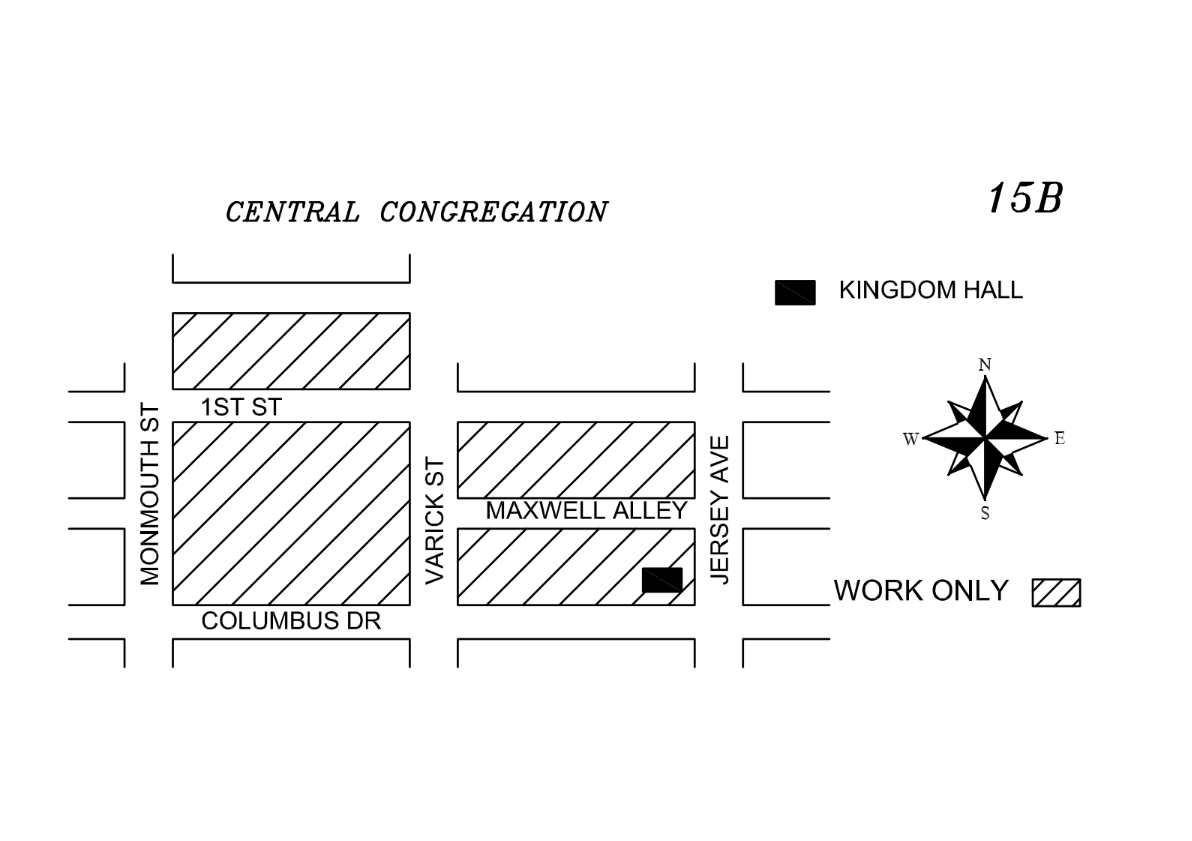 15B
CENTRAL CONGREGATION
KINGDOM HALL
N
W
E
S
1ST ST
MONMOUTH ST
VARICK ST
MAXWELL ALLEY
JERSEY AVE
WORK ONLY
COLUMBUS DR